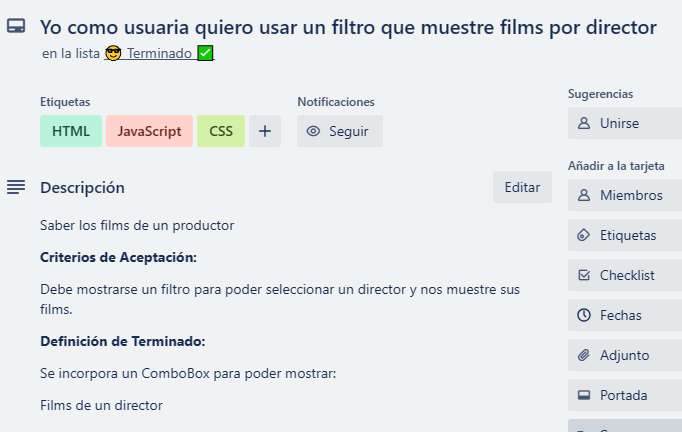 Yo como usuaria quiero usar un filtro que muestre films por director
en la lista 😎 Terminado ✅
Sugerencias
Etiquetas
Notificaciones
HTML
JavaScript
CSS
+
Seguir
Unirse
Añadir a la tarjeta
Descripción
Editar
Miembros
Saber los films de un productor
Etiquetas
Criterios de Aceptación:
Checklist
Debe mostrarse un filtro para poder seleccionar un director y nos muestre sus
films.
Fechas
Definición de Terminado:
Adjunto
Se incorpora un ComboBox para poder mostrar:
Portada
Films de un director